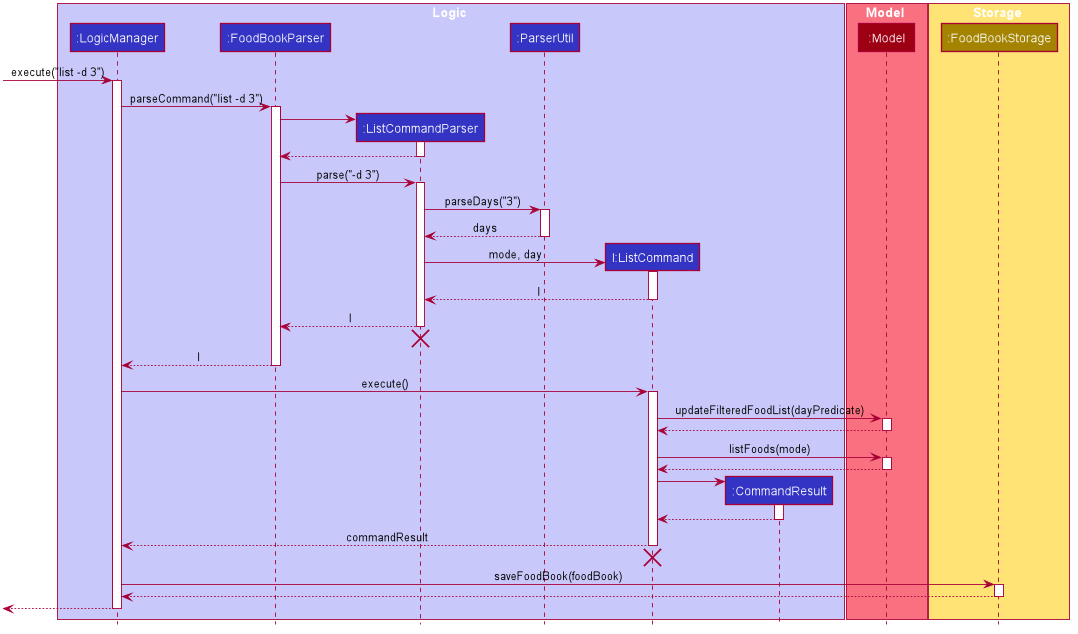 Logic
Model
Storage
:LogicManager
:FoodBookParser
:ParserUtil
:Model
:FoodBookStorage
execute("list -d 3")
parseCommand("list -d 3")
:ListCommandParser
parse("-d 3")
parseDays("3")
days
mode, day
l:ListCommand
l
l
l
execute()
updateFilteredFoodList(dayPredicate)
listFoods(mode)
:CommandResult
commandResult
saveFoodBook(foodBook)